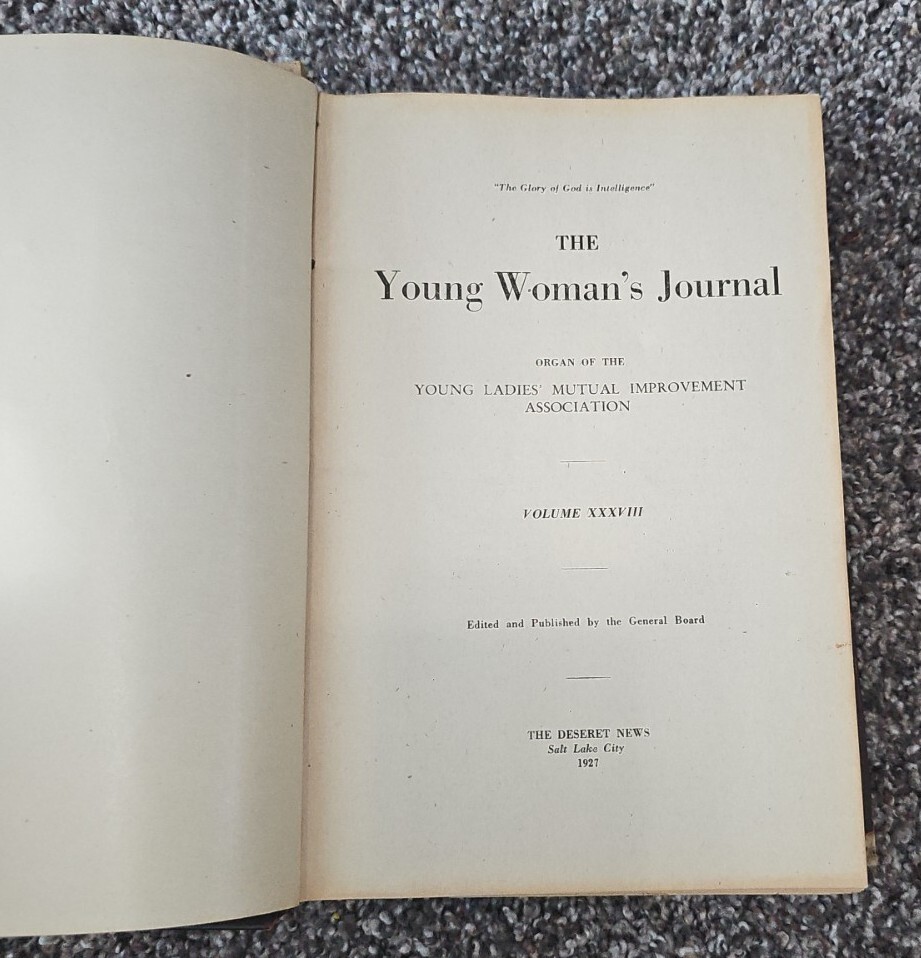 "The Glory of God is Intelligence"
THE
Young Woman's Journal
ORGAN OF THE
YOUNG LADIES' MUTUAL IMPROVEMENT
ASSOCIATION
VOLUME XXXVIII
Edited and Published by the General Board
THE DESERET NEWS
Salt Lake City
1927